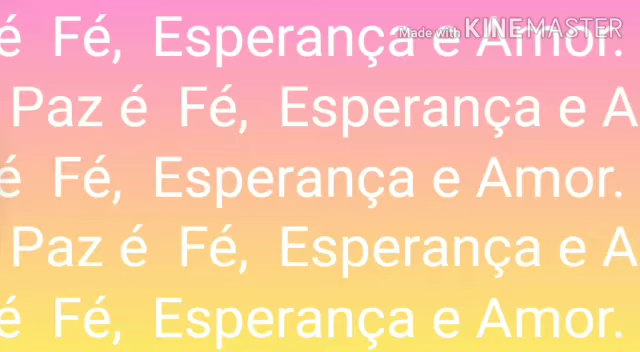 é Fé, Esperança e Amor.
Made with KINEMASTER
Paz é Fé, Esperança e A
é Fé, Esperança e Amor.
Paz é Fé, Esperança e A
é Fé, Esperança e Amor.